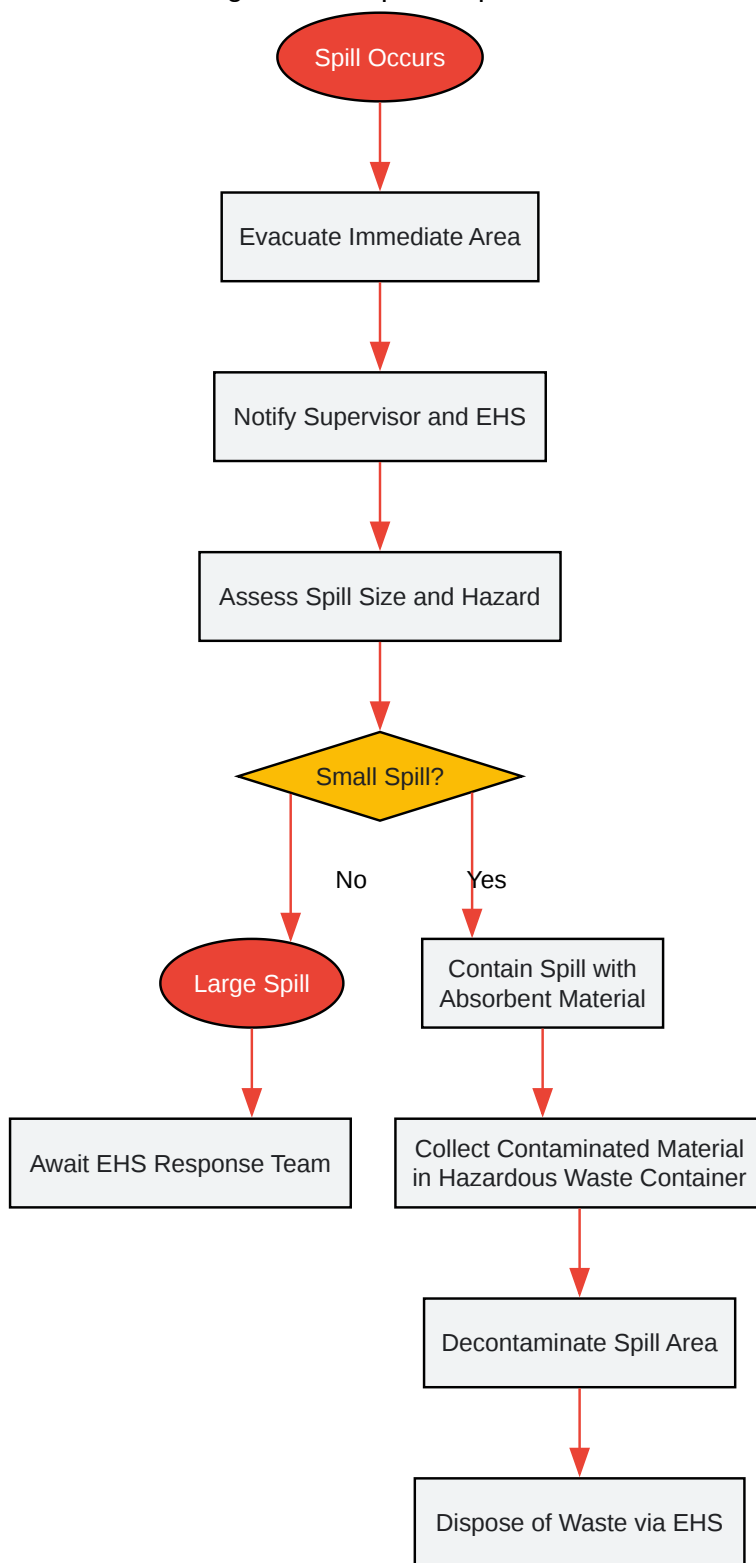 Spill Occurs
Evacuate Immediate Area
Notify Supervisor and EHS
Assess Spill Size and Hazard
Small Spill?
No
Yes
Large Spill
Contain Spill with
Absorbent Material
Await EHS Response Team
Collect Contaminated Material
in Hazardous Waste Container
Decontaminate Spill Area
Dispose of Waste via EHS